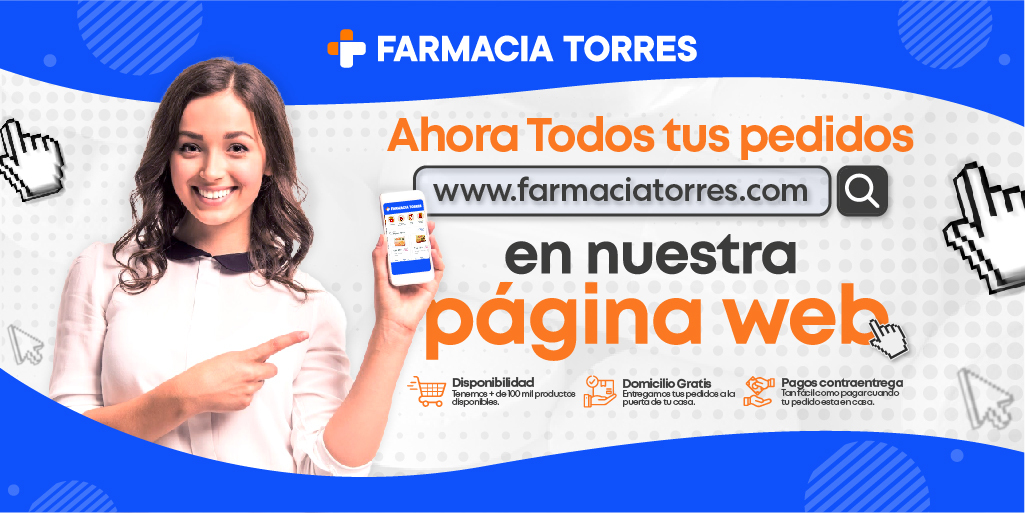 FARMACIA TORRES
Ahora Todos tus pedidos
www.farmaciatorres.com
FARMACIA TORRES
en nuestra
página web
Disponibilidad
Tenemos + de 100 mil productos
disponibles.
Domicilio Gratis
Entregamos tus pedidos a la
puerta de tu casa.
Pagos contraentrega
Tan fácil como pagar cuando
tu pedido esta en casa.